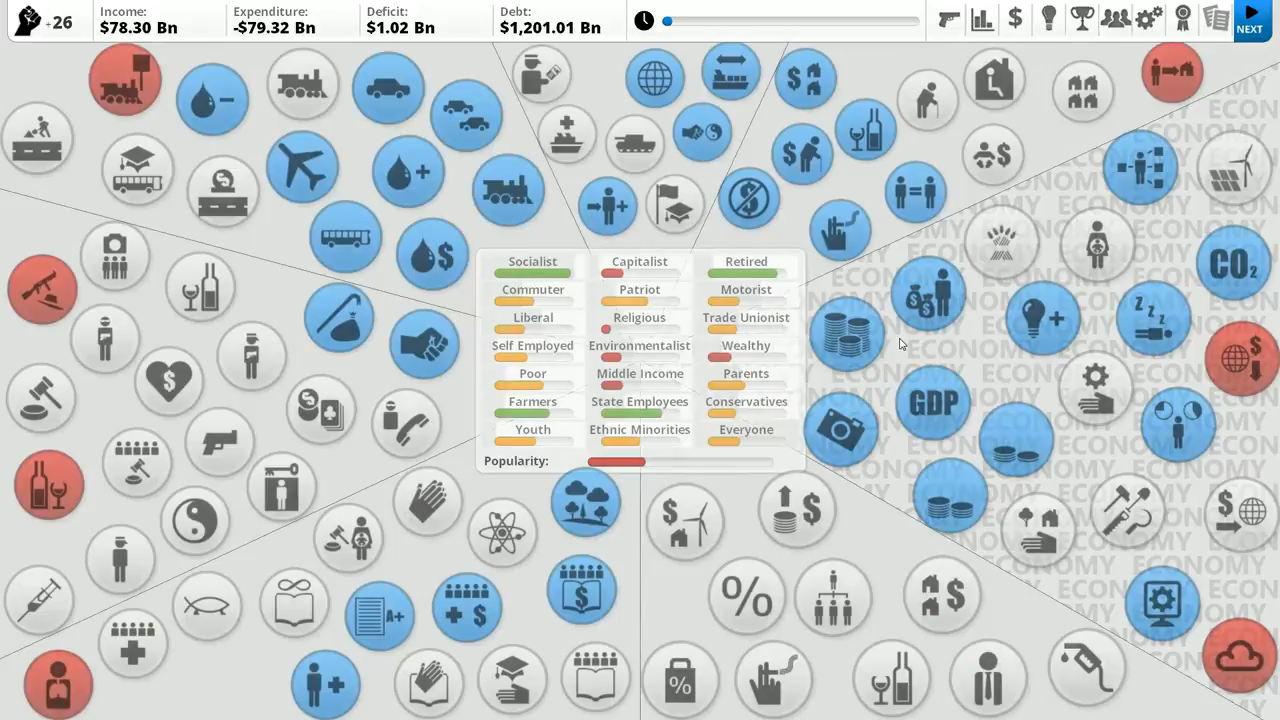 +26
Income:
$78.30 Bn
Expenditure:
-$79.32 Bn
Deficit:
$1.02 Bn
Debt:
$1,201.01 Bn
NEXT
Socialist Capitalist Retired
Commuter Patriot Motorist
Liberal Religious Trade Unionist
Self Employed Environmentalist Wealthy
Poor Middle Income Parents
Farmers State Employees Conservatives
Youth Ethnic Minorities Everyone
Popularity:
GDP
CO2
A+
ECONOMY ECONOMY ECONOMY